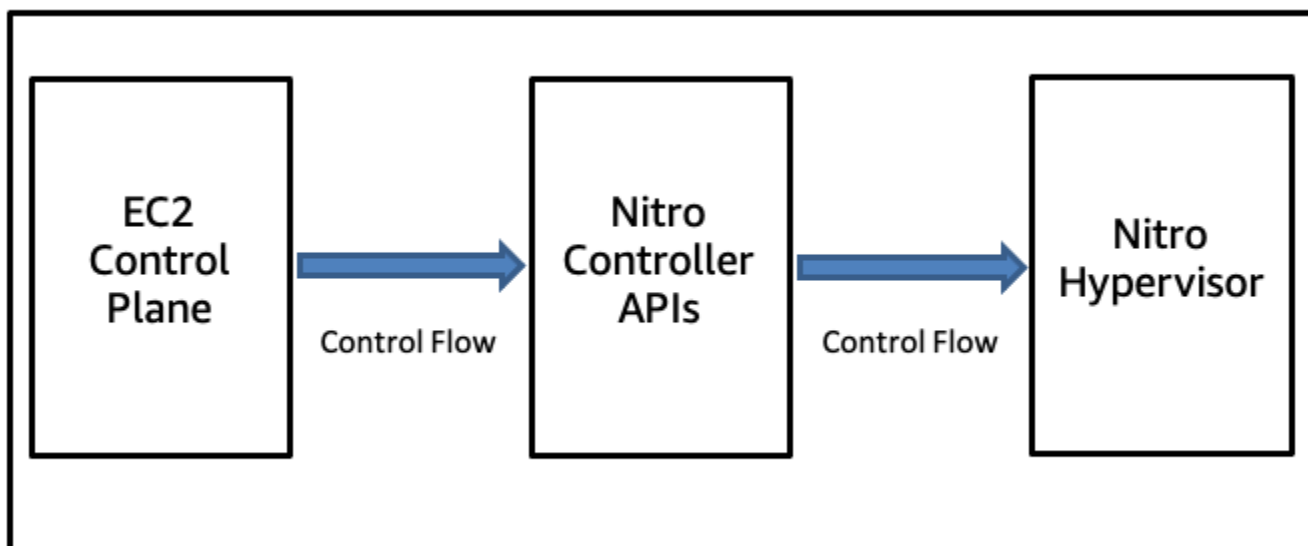 EC2
Control
Plane
Control Flow
Nitro
Controller
APIs
Control Flow
Nitro
Hypervisor